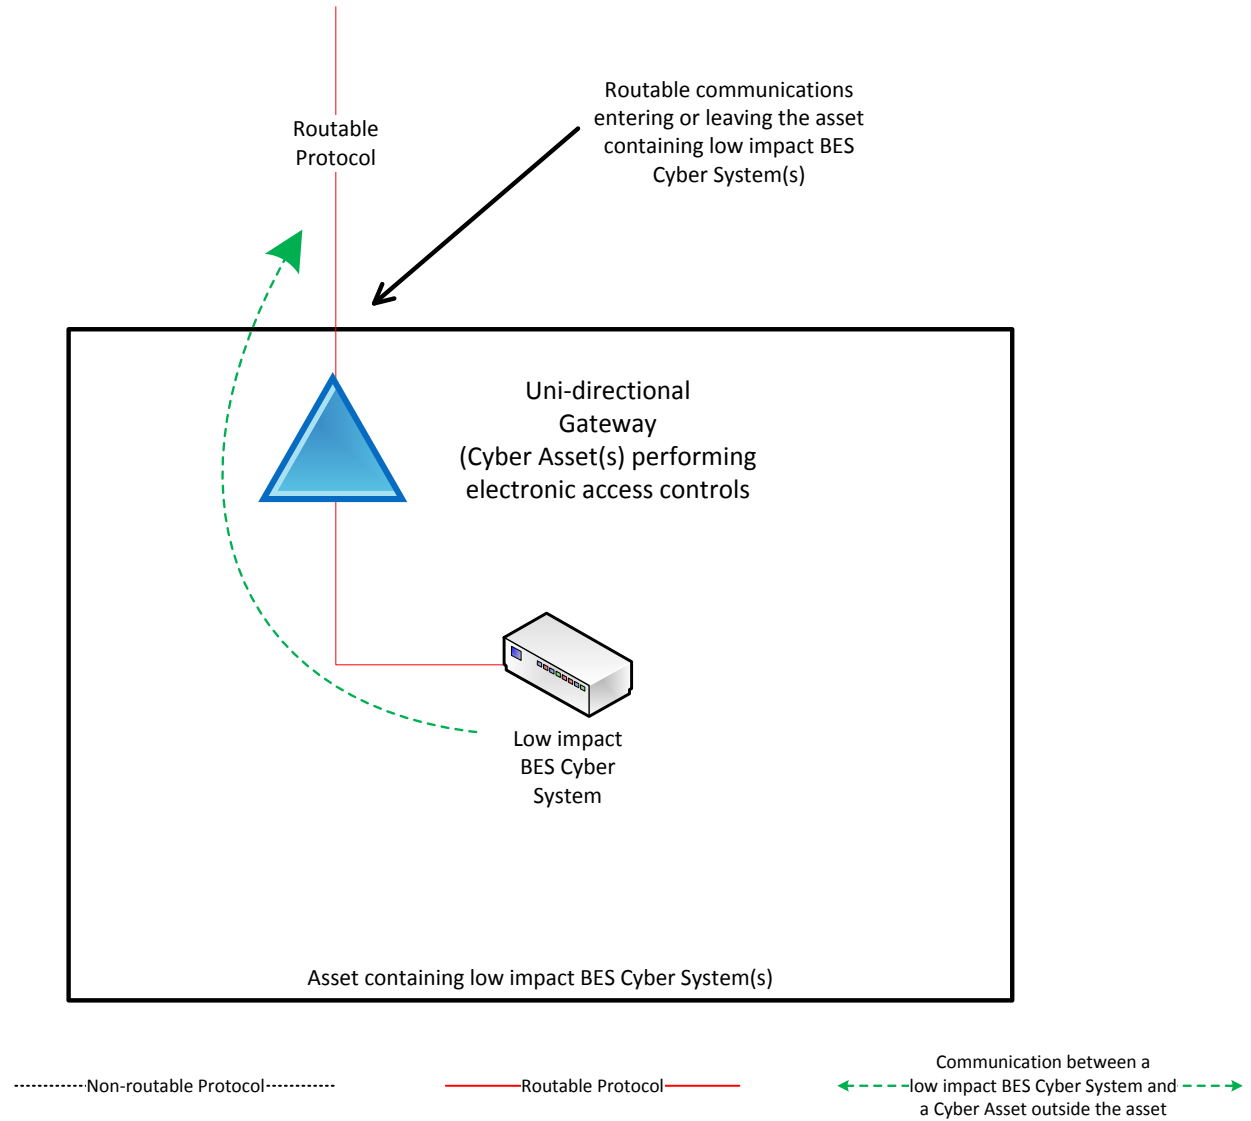 Routable communications
entering or leaving the asset
containing low impact BES
Cyber System(s)
Routable
Protocol
Uni-directional
Gateway
(Cyber Asset(s) performing
electronic access controls
Low impact
BES Cyber
System
Asset containing low impact BES Cyber System(s)
Non-routable Protocol
Routable Protocol
Communication between a
low impact BES Cyber System and
a Cyber Asset outside the asset